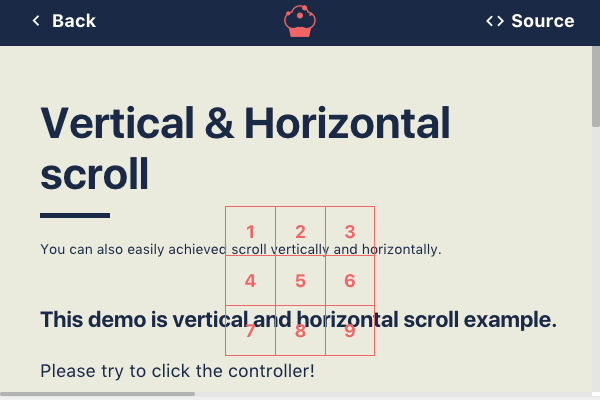 Back
Source
Vertical & Horizontal
scroll
You can also easily achieved scroll vertically and horizontally.
1 2 3
4 5 6
7 8 9
This demo is vertical and horizontal scroll example.
Please try to click the controller!